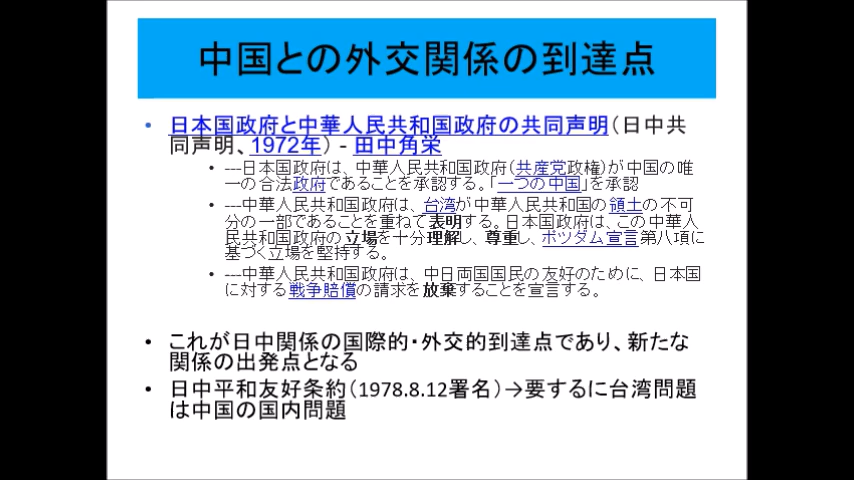 中国との外交関係の到達点
• 日本国政府と中華人民共和国政府の共同声明(日中共
同声明、1972年) - 田中角栄
• ---日本国政府は、中華人民共和国政府(共産党政権)が中国の唯
一の合法政府であることを承認する。「一つの中国」を承認
• ---中華人民共和国政府は、台湾が中華人民共和国の領土の不可
分の一部であることを重ねて表明する。日本国政府は、この中華人
民共和国政府の立場を十分理解し、尊重し、ポツダム宣言第八項に
基づく立場を堅持する。
• ---中華人民共和国政府は、中日両国国民の友好のために、日本国
に対する戦争賠償の請求を放棄することを宣言する。
• これが日中関係の国際的・外交的到達点であり、新たな
関係の出発点となる
• 日中平和友好条約(1978.8.12署名)→要するに台湾問題
は中国の国内問題